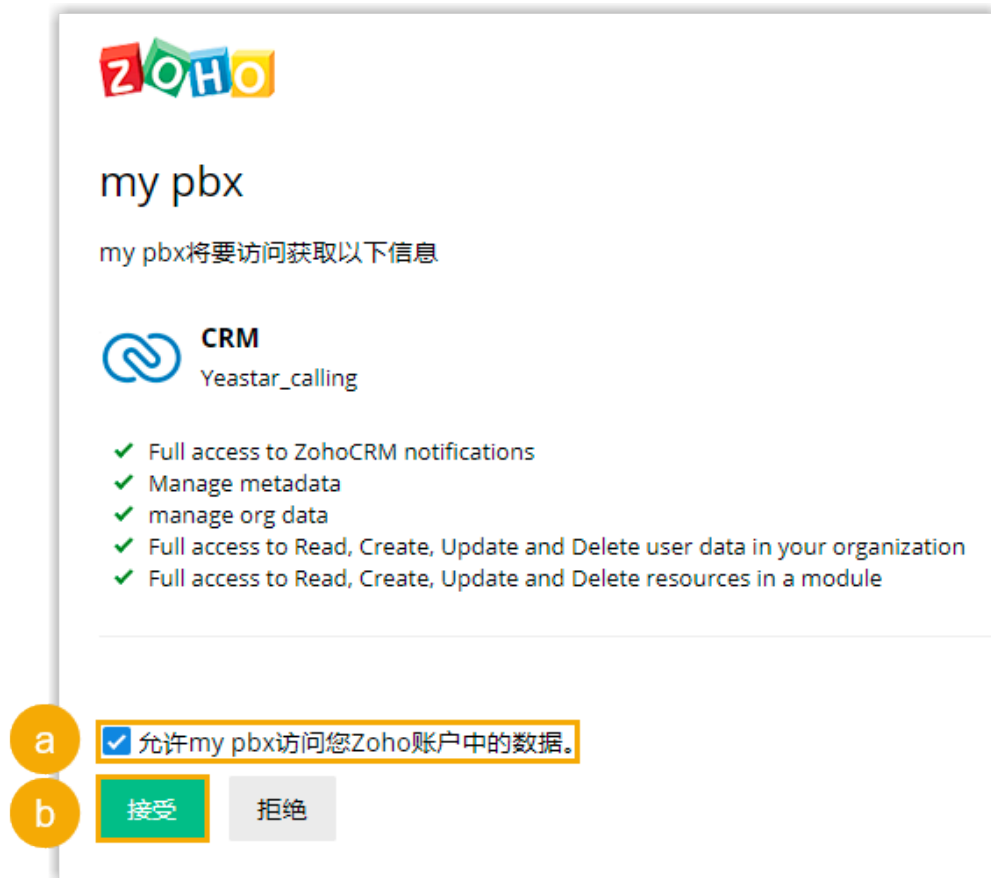 ZOHO
my pbx
my pbx将要访问获取以下信息
CRM
Yeastar_calling
Full access to ZohoCRM notifications
Manage metadata
manage org data
Full access to Read, Create, Update and Delete user data in your organization
Full access to Read, Create, Update and Delete resources in a module
a 允许my pbx访问您Zoho账户中的数据。
b 接受 拒绝